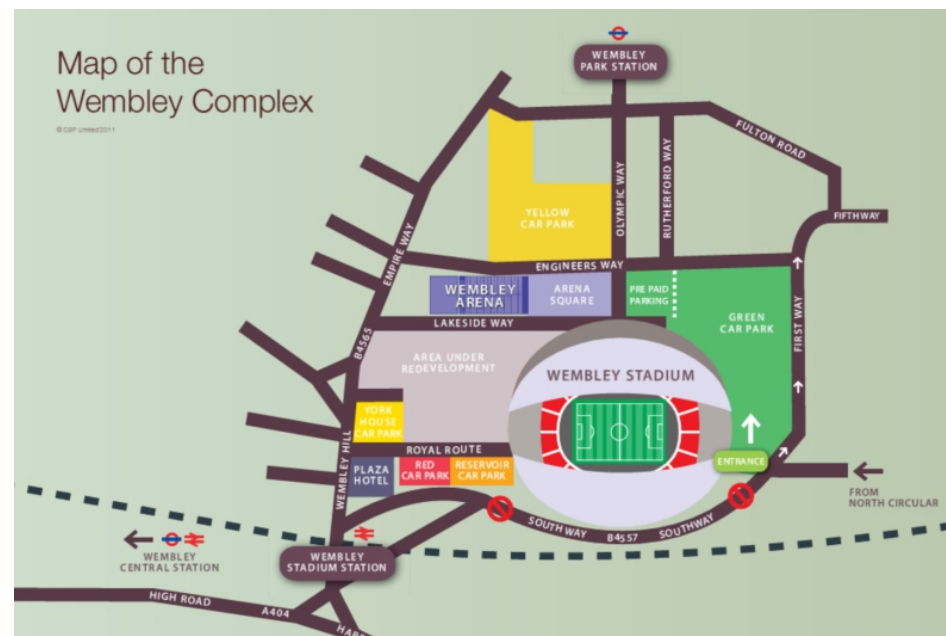 Map of the
Wembley Complex
© GSP Limited 2011
WEMBLEY
PARK STATION
FULTON ROAD
OLYMPIC WAY
RUTHERFORD WAY
FIFTH WAY
YELLOW
CAR PARK
EMPIRE WAY
ENGINEERS WAY
WEMBLEY
ARENA
ARENA
SQUARE
PRE PAID
PARKING
GREEN
CAR PARK
FIRST WAY
LAKESIDE WAY
B4565
AREA UNDER
REDEVELOPMENT
WEMBLEY STADIUM
YORK
HOUSE
CAR PARK
ROYAL ROUTE
WEMBLEY HILL
PLAZA
HOTEL
RED
CAR PARK
RESERVOIR
CAR PARK
ENTRANCE
FROM
NORTH CIRCULAR
SOUTHWAY
B4557
SOUTHWAY
WEMBLEY
CENTRAL STATION
WEMBLEY
STADIUM STATION
HIGH ROAD
A404